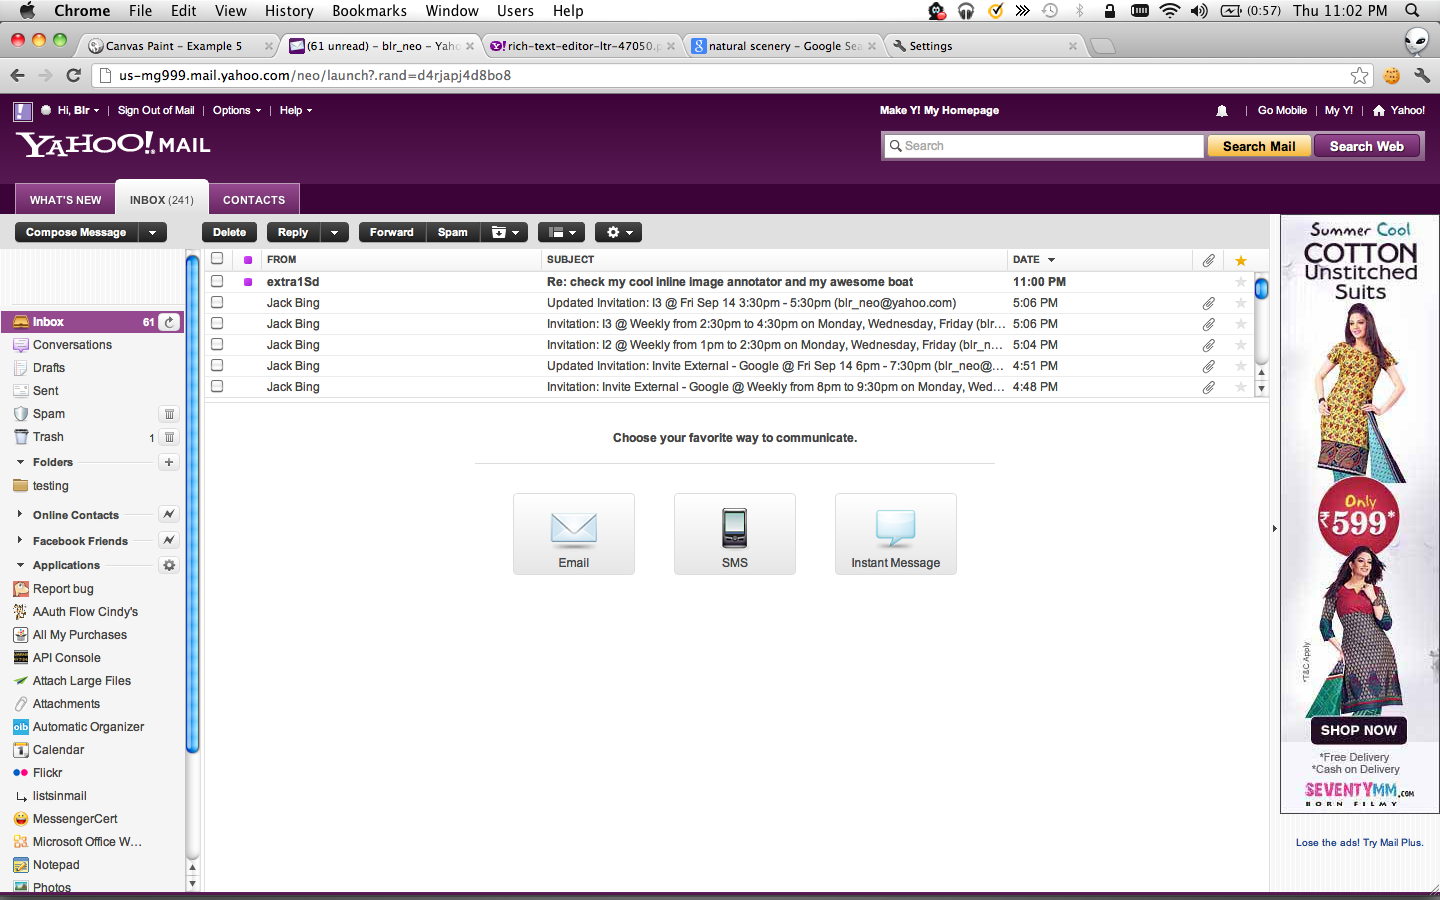 Chrome File Edit View History Bookmarks Window Users Help (0:57) Thu 11:02 PM
Canvas Paint – Example 5 (61 unread) – blr_neo – Ya rich-text-editor-ltr-47050.p natural scenery – Google Sea Settings
us-mg999.mail.yahoo.com/neo/launch?.rand=d4rjapj4d8bo8
Hi, Blr | Sign Out of Mail | Options | Help Make Y! My Homepage | Go Mobile | My Y! | Yahoo!
YAHOO! MAIL
Search Search Mail Search Web
WHAT'S NEW INBOX (241) CONTACTS
Compose Message Delete Reply Forward Spam
FROM SUBJECT DATE
extra1Sd Re: check my cool inline image annotator and my awesome boat 11:00 PM
Jack Bing Updated Invitation: I3 @ Fri Sep 14 3:30pm - 5:30pm (blr_neo@yahoo.com) 5:06 PM
Jack Bing Invitation: I3 @ Weekly from 2:30pm to 4:30pm on Monday, Wednesday, Friday (blr... 5:06 PM
Jack Bing Invitation: I2 @ Weekly from 1pm to 2:30pm on Monday, Wednesday, Friday (blr_n... 5:04 PM
Jack Bing Updated Invitation: Invite External - Google @ Fri Sep 14 6pm - 7:30pm (blr_neo@... 4:51 PM
Jack Bing Invitation: Invite External - Google @ Weekly from 8pm to 9:30pm on Monday, Wed... 4:48 PM
Inbox 61
Conversations
Drafts
Sent
Spam
Trash 1
Folders
testing
Online Contacts
Facebook Friends
Applications
Report bug
AAuth Flow Cindy's
All My Purchases
API Console
Attach Large Files
Attachments
oib Automatic Organizer
Calendar
Flickr
listsinmail
MessengerCert
Microsoft Office W...
Notepad
Photos
Choose your favorite way to communicate.
Email SMS Instant Message
Summer Cool
COTTON
Unstitched
Suits
Only
₹599*
*T&C Apply
SHOP NOW
*Free Delivery
*Cash on Delivery
SEVENTYMM.COM
BORN FILMY
Lose the ads! Try Mail Plus.